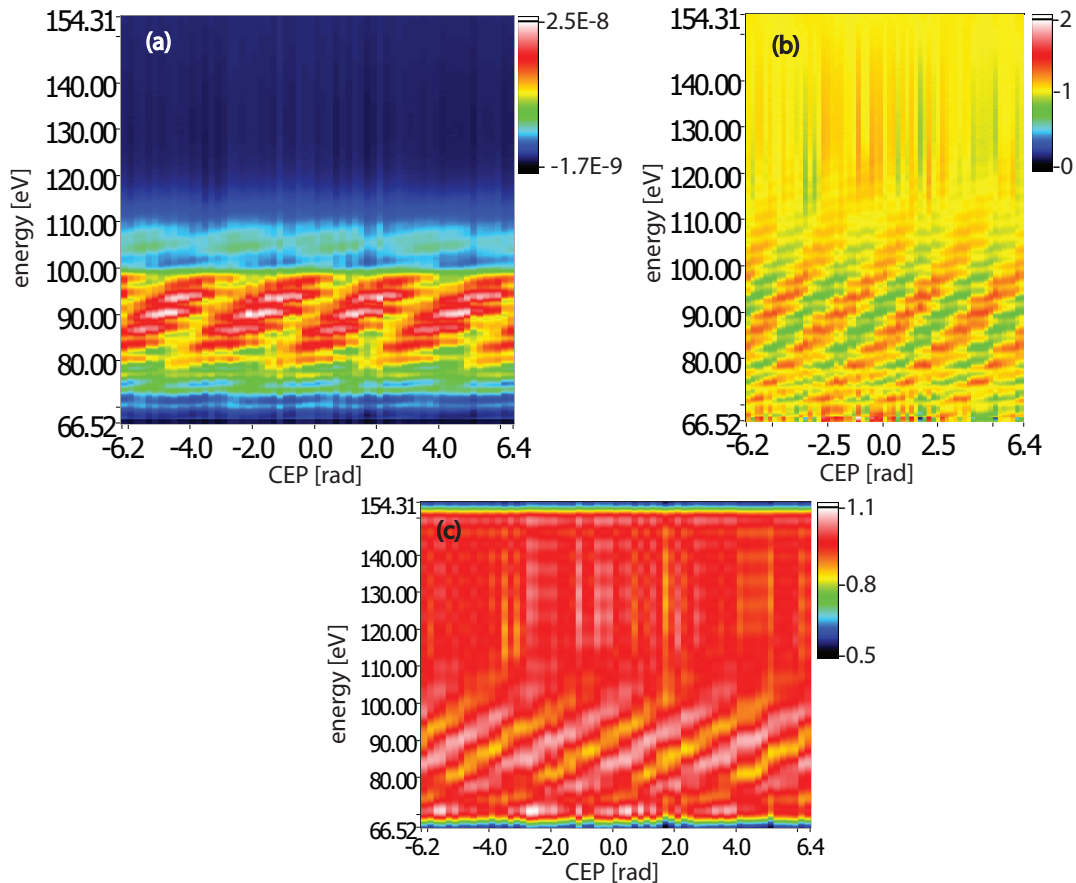 (a)
154.31
140.00
130.00
120.00
110.00
100.00
90.00
80.00
66.52
energy [eV]
-6.2 -4.0 -2.0 0.0 2.0 4.0 6.4
CEP [rad]
2.5E-8
-1.7E-9
(b)
154.31
140.00
130.00
120.00
110.00
100.00
90.00
80.00
66.52
energy [eV]
-6.2 -2.5 0.0 2.5 6.4
CEP [rad]
2
1
0
(c)
154.31
140.00
130.00
120.00
110.00
100.00
90.00
80.00
66.52
energy [eV]
-6.2 -4.0 -2.0 0.0 2.0 4.0 6.4
CEP [rad]
1.1
0.8
0.5